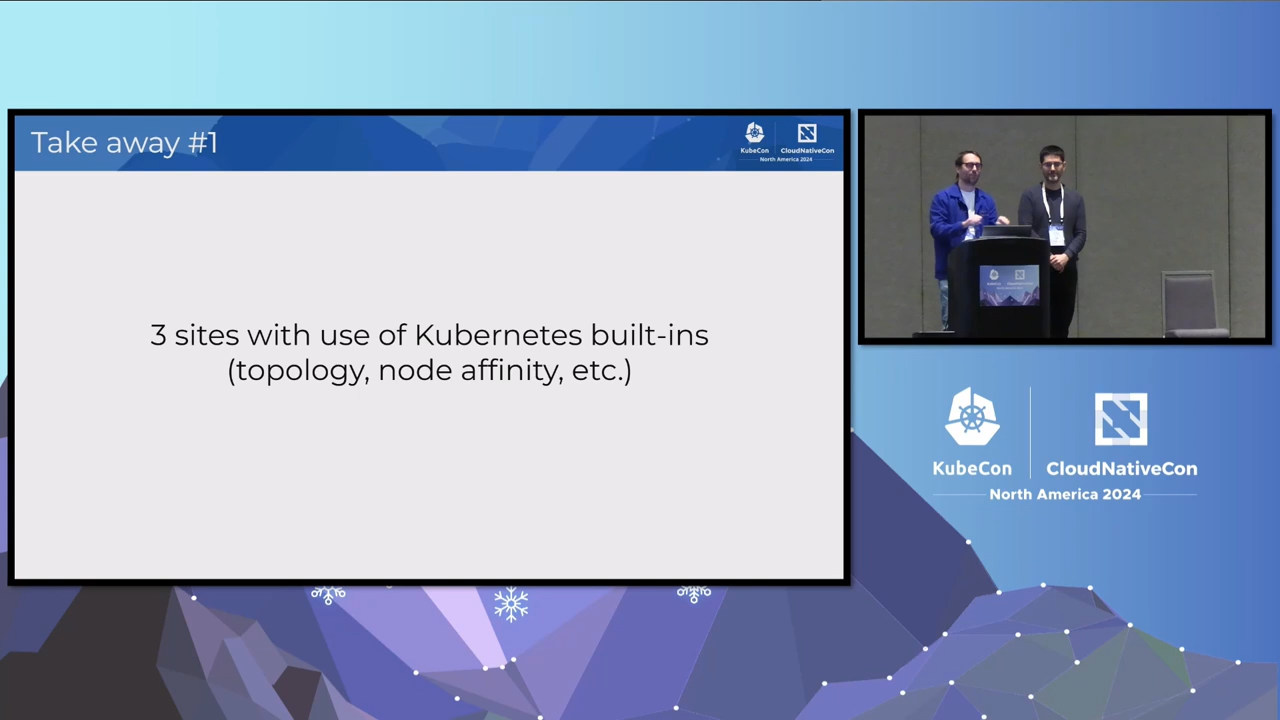 Take away #1
KubeCon
CloudNativeCon
North America 2024
3 sites with use of Kubernetes built-ins
(topology, node affinity, etc.)
KubeCon
CloudNativeCon
North America 2024